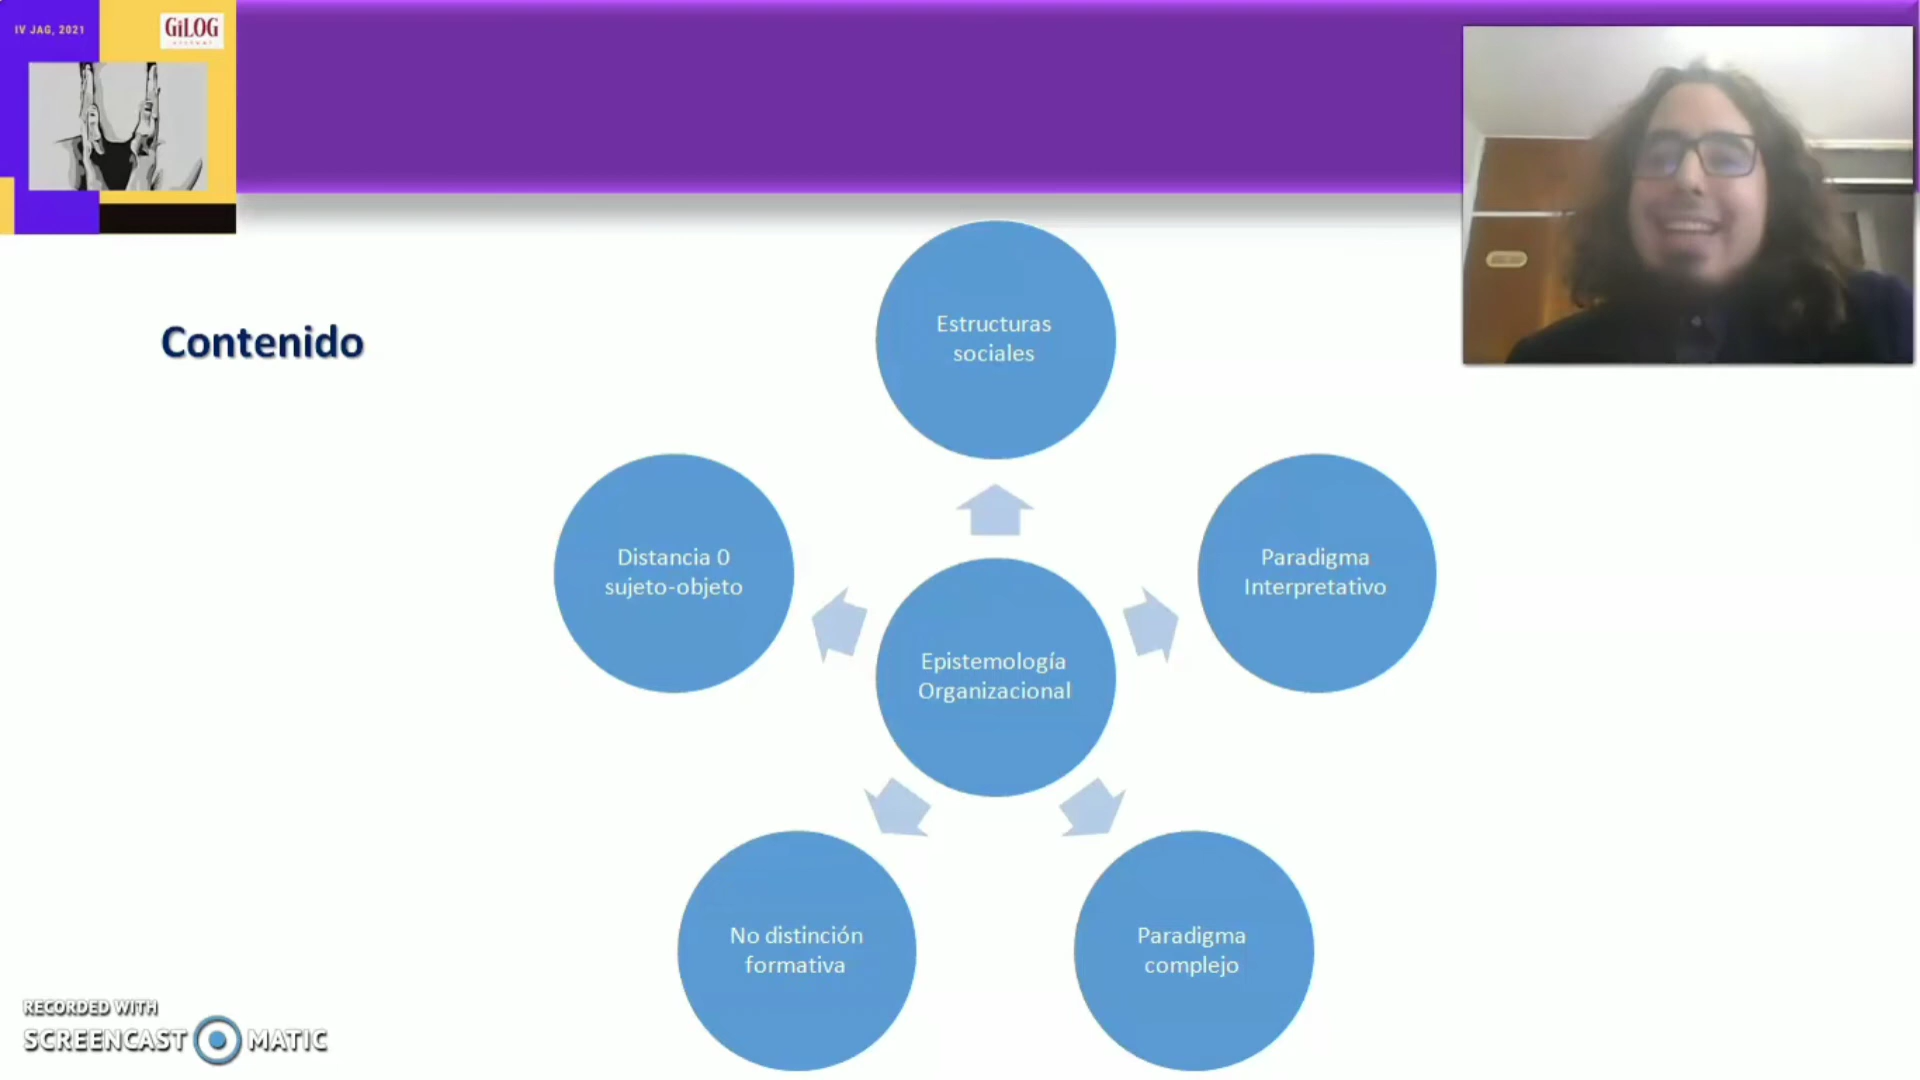 IV JAG, 2021
GiLOG
virtual
Contenido
Estructuras
sociales
Distancia 0
sujeto-objeto
Paradigma
Interpretativo
Epistemología
Organizacional
No distinción
formativa
Paradigma
complejo
RECORDED WITH
SCREENCAST MATIC